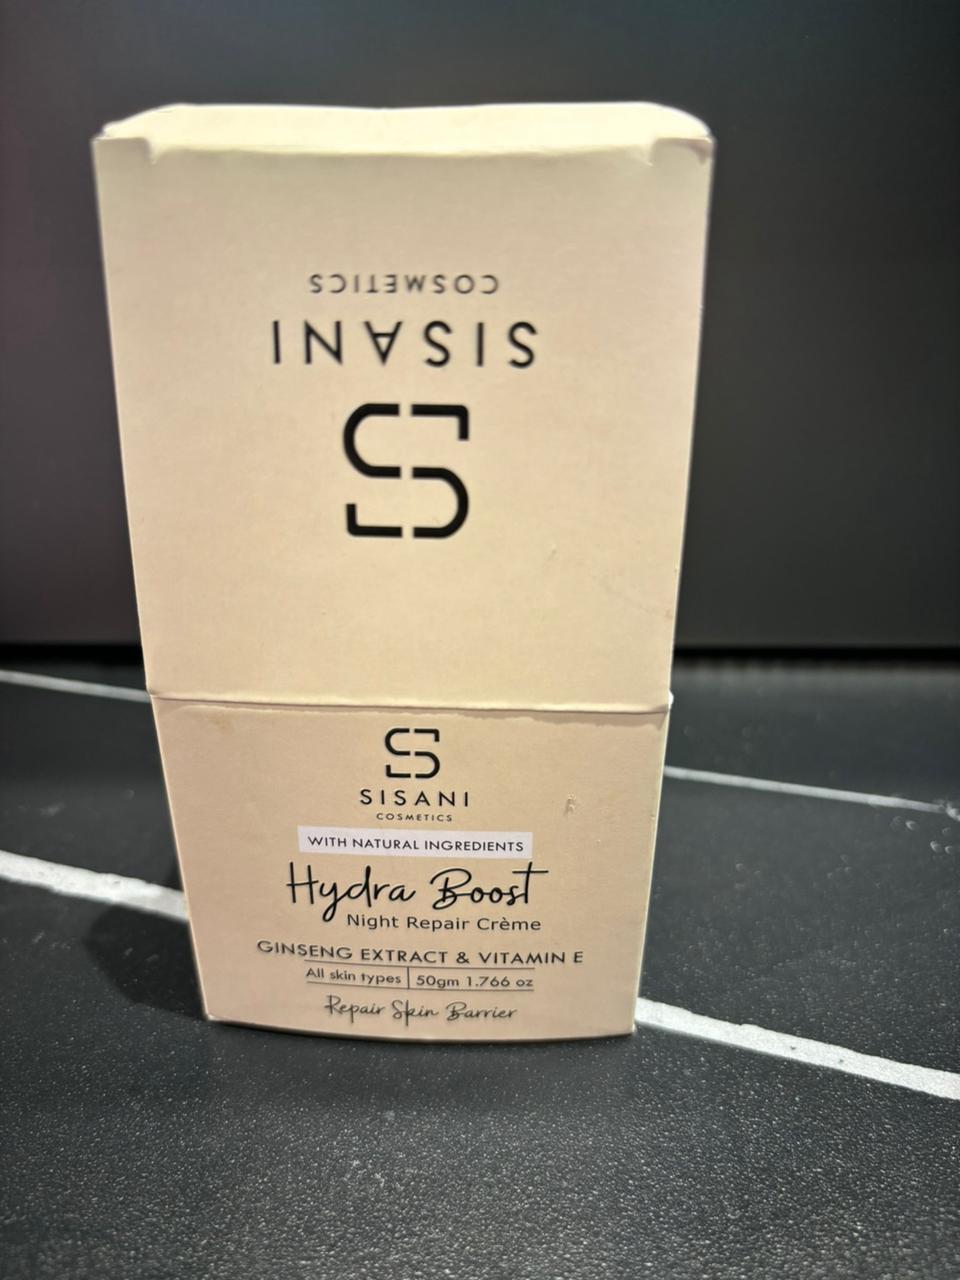 SISANI
COSMETICS
SISANI
COSMETICS
WITH NATURAL INGREDIENTS
Hydra Boost
Night Repair Crème
GINSENG EXTRACT & VITAMIN E
All skin types | 50gm 1.766 oz
Repair Skin Barrier